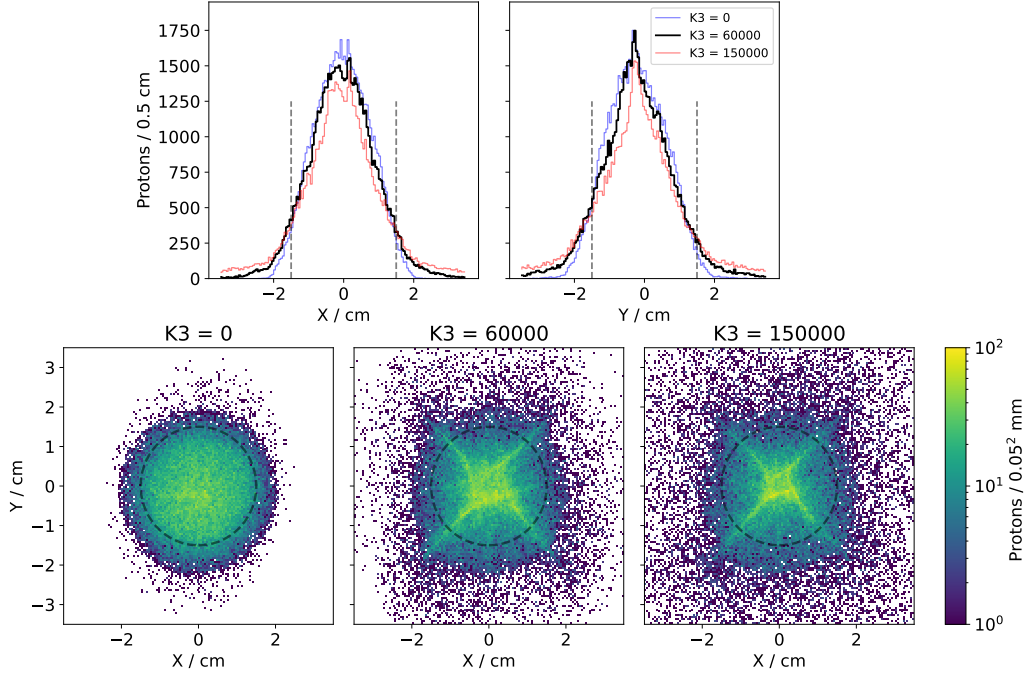 1750
1500
1250
1000
750
500
250
0
Protons / 0.5 cm
−2 0 2
X / cm
K3 = 0
K3 = 60000
K3 = 150000
−2 0 2
Y / cm
K3 = 0
K3 = 60000
K3 = 150000
3
2
1
0
−1
−2
−3
Y / cm
−2 0 2
−2 0 2
−2 0 2
X / cm
X / cm
X / cm
10²
10¹
10⁰
Protons / 0.05² mm